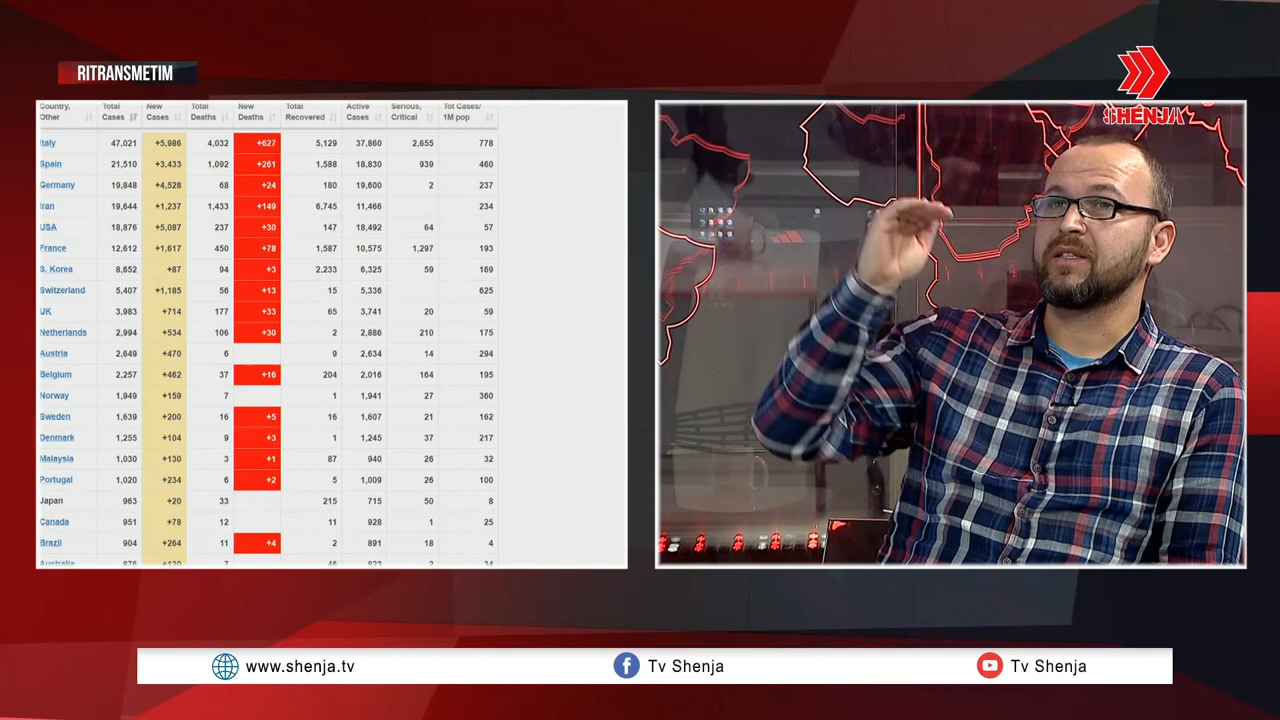 RITRANSMETIM
SHENJA
Country, Other Total Cases New Cases Total Deaths New Deaths Total Recovered Active Cases Serious, Critical Tot Cases/ 1M pop
Italy 47,021 +5,986 4,032 +627 5,129 37,860 2,655 778
Spain 21,510 +3,433 1,092 +261 1,588 18,830 939 460
Germany 19,848 +4,528 68 +24 180 19,600 2 237
Iran 19,644 +1,237 1,433 +149 6,745 11,466 234
USA 18,876 +5,087 237 +30 147 18,492 64 57
France 12,612 +1,617 450 +78 1,587 10,575 1,297 193
S. Korea 8,652 +87 94 +3 2,233 6,325 59 169
Switzerland 5,407 +1,185 56 +13 15 5,336 625
UK 3,983 +714 177 +33 65 3,741 20 59
Netherlands 2,994 +534 106 +30 2 2,886 210 175
Austria 2,649 +470 6 9 2,634 14 294
Belgium 2,257 +462 37 +16 204 2,016 164 195
Norway 1,949 +159 7 1 1,941 27 360
Sweden 1,639 +200 16 +5 16 1,607 21 162
Denmark 1,255 +104 9 +3 1 1,245 37 217
Malaysia 1,030 +130 3 +1 87 940 26 32
Portugal 1,020 +234 6 +2 5 1,009 26 100
Japan 963 +20 33 215 715 50 8
Canada 951 +78 12 11 928 1 25
Brazil 904 +264 11 +4 2 891 18 4
Australia 876 +120 7 46 823 2 34
www.shenja.tv Tv Shenja Tv Shenja